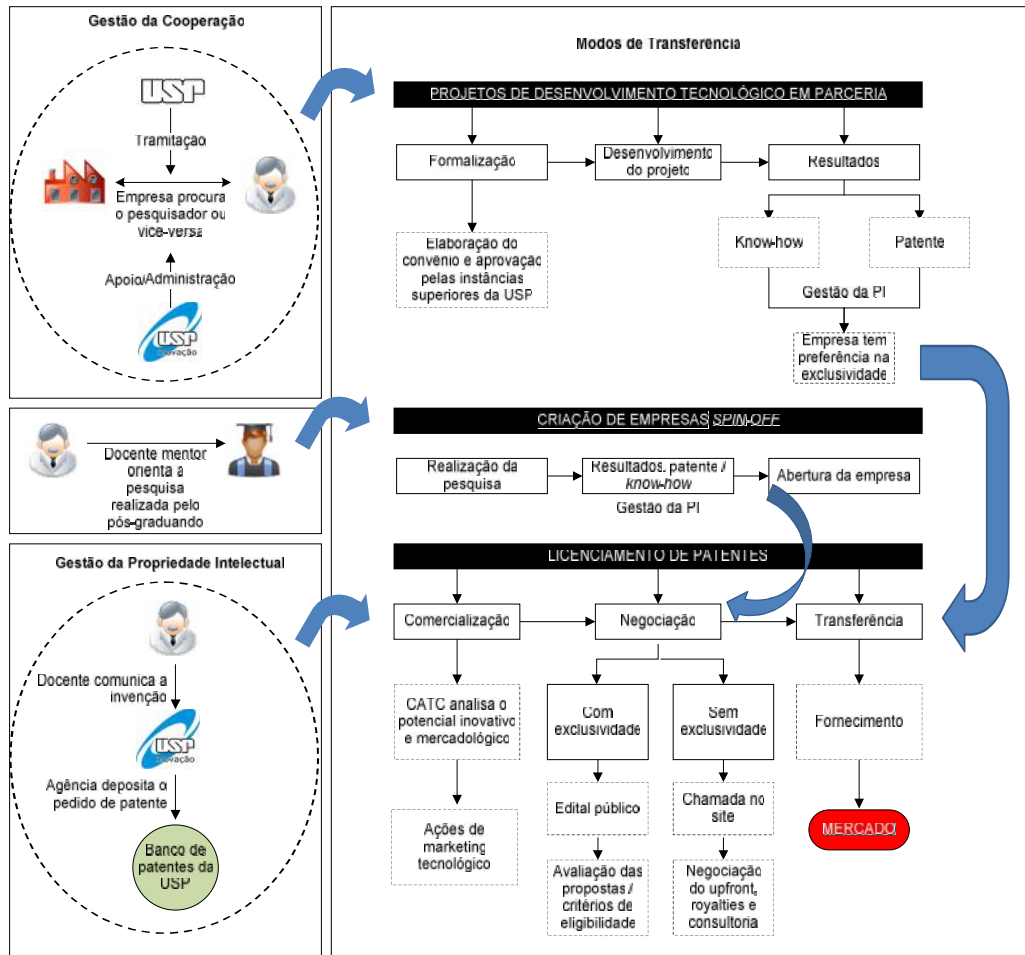 Gestão da Cooperação
USP
Tramitação
Empresa procura
o pesquisador ou
vice-versa
Apoio/Administração
USP
inovação
Docente mentor
orienta a
pesquisa
realizada pelo
pós-graduando
Gestão da Propriedade Intelectual
Docente comunica a
invenção
USP
inovação
Agência deposita o
pedido de patente
Banco de
patentes da
USP
Modos de Transferência
PROJETOS DE DESENVOLVIMENTO TECNOLÓGICO EM PARCERIA
Formalização
Desenvolvimento
do projeto
Resultados
Elaboração do
convênio e aprovação
pelas instâncias
superiores da USP
Know-how
Patente
Gestão da PI
Empresa tem
preferência na
exclusividade
CRIAÇÃO DE EMPRESAS SPIN-OFF
Realização da
pesquisa
Resultados: patente /
know-how
Abertura da empresa
Gestão da PI
LICENCIAMENTO DE PATENTES
Comercialização
Negociação
Transferência
CATC analisa o
potencial inovativo
e mercadológico
Com
exclusividade
Sem
exclusividade
Fornecimento
Ações de
marketing
tecnológico
Edital público
Chamada no
site
MERCADO
Avaliação das
propostas /
critérios de
eligibilidade
Negociação
do upfront,
royalties e
consultoria